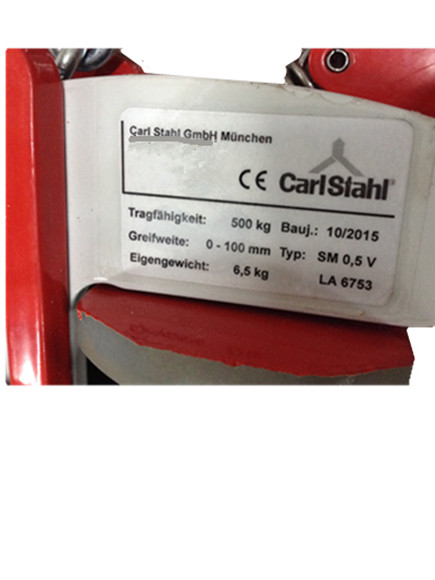 Carl Stahl GmbH München
CE CarlStahl
Tragfähigkeit: 500 kg Bauj.: 10/2015
Greifweite: 0 - 100 mm Typ: SM 0,5 V
Eigengewicht: 6,5 kg LA 6753